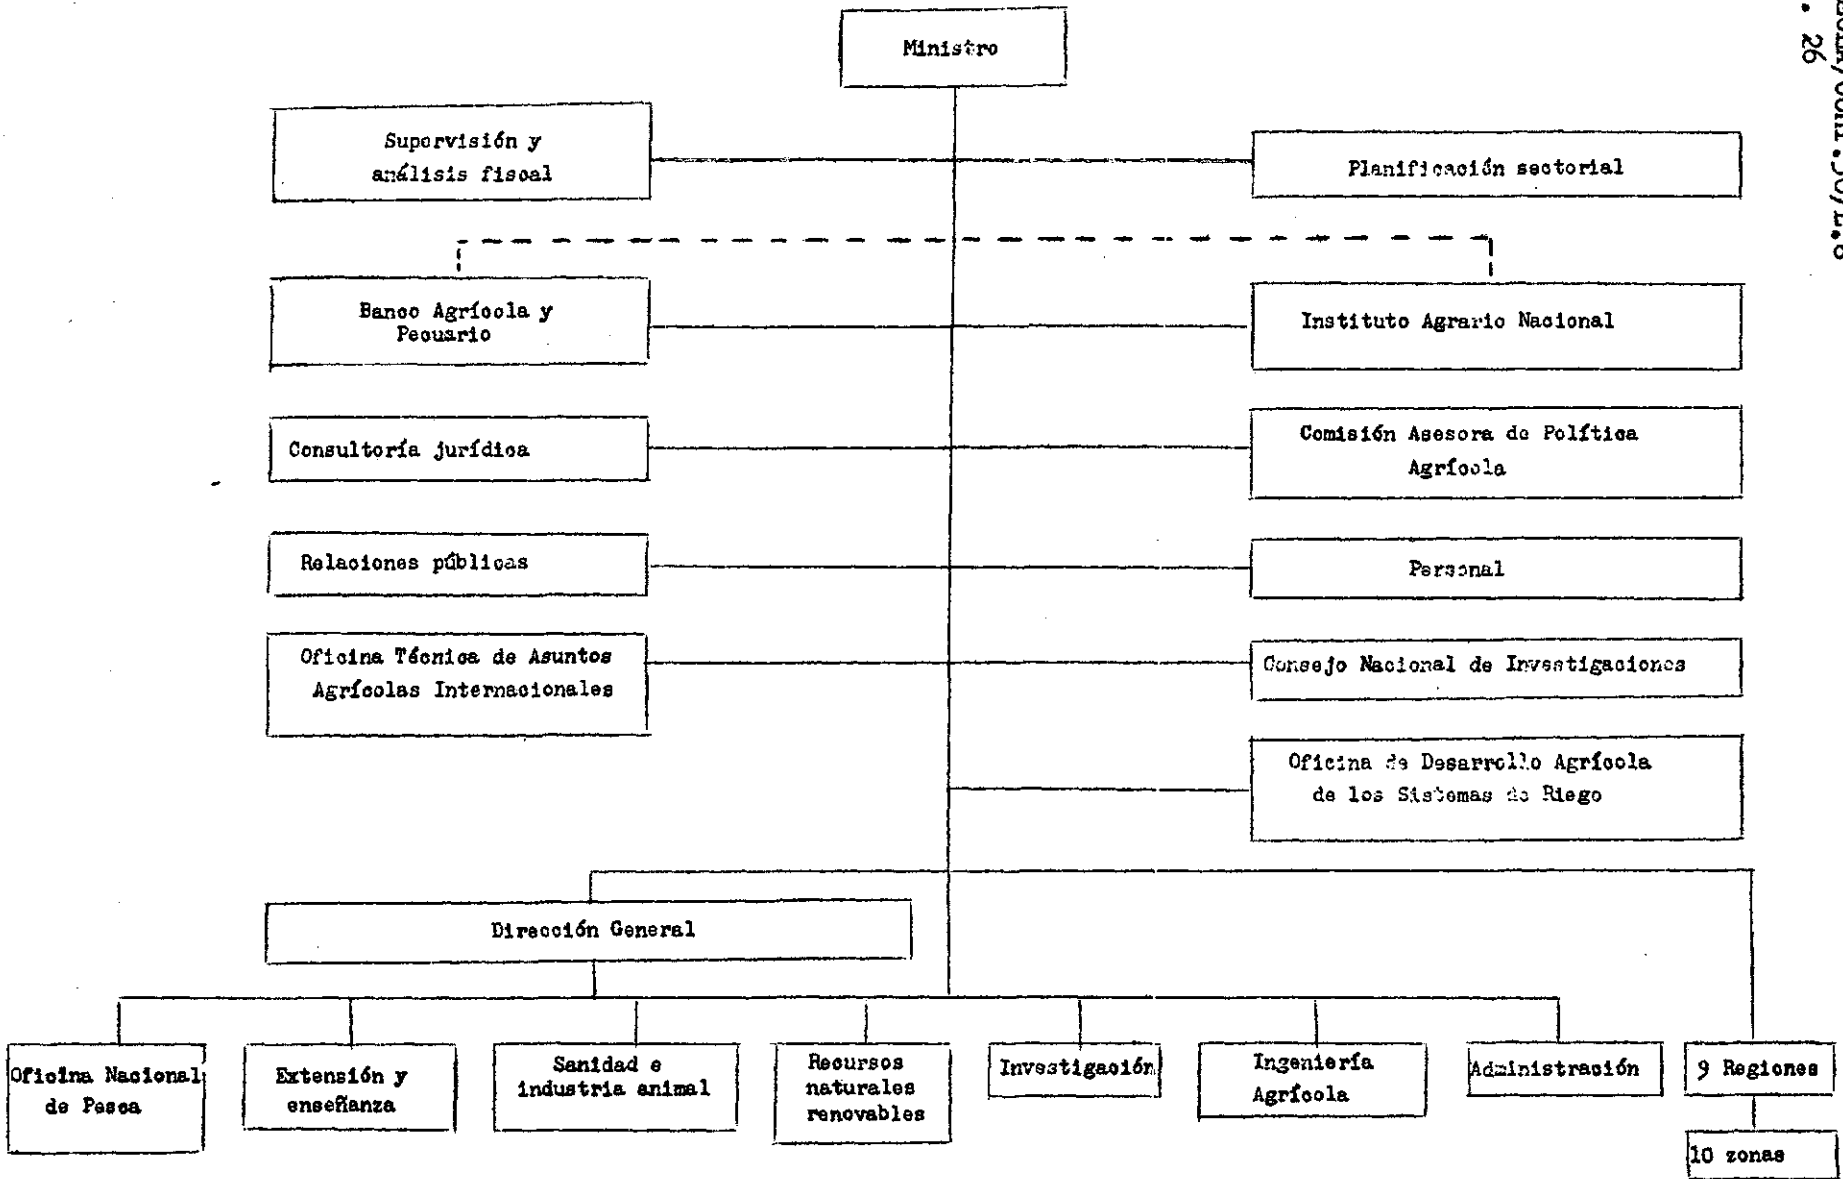 . 26
Ministro
Supervisión y
análisis fiscal
Planificación sectorial
Banco Agrícola y
Pecuario
Instituto Agrario Nacional
Consultoría jurídica
Comisión Asesora de Política
Agrícola
Relaciones públicas
Personal
Oficina Técnica de Asuntos
Agrícolas Internacionales
Consejo Nacional de Investigaciones
Oficina de Desarrollo Agrícola
de los Sistemas de Riego
Dirección General
Oficina Nacional
de Pesca
Extensión y
enseñanza
Sanidad e
industria animal
Recursos
naturales
renovables
Investigación
Ingeniería
Agrícola
Administración
9 Regiones
10 zonas